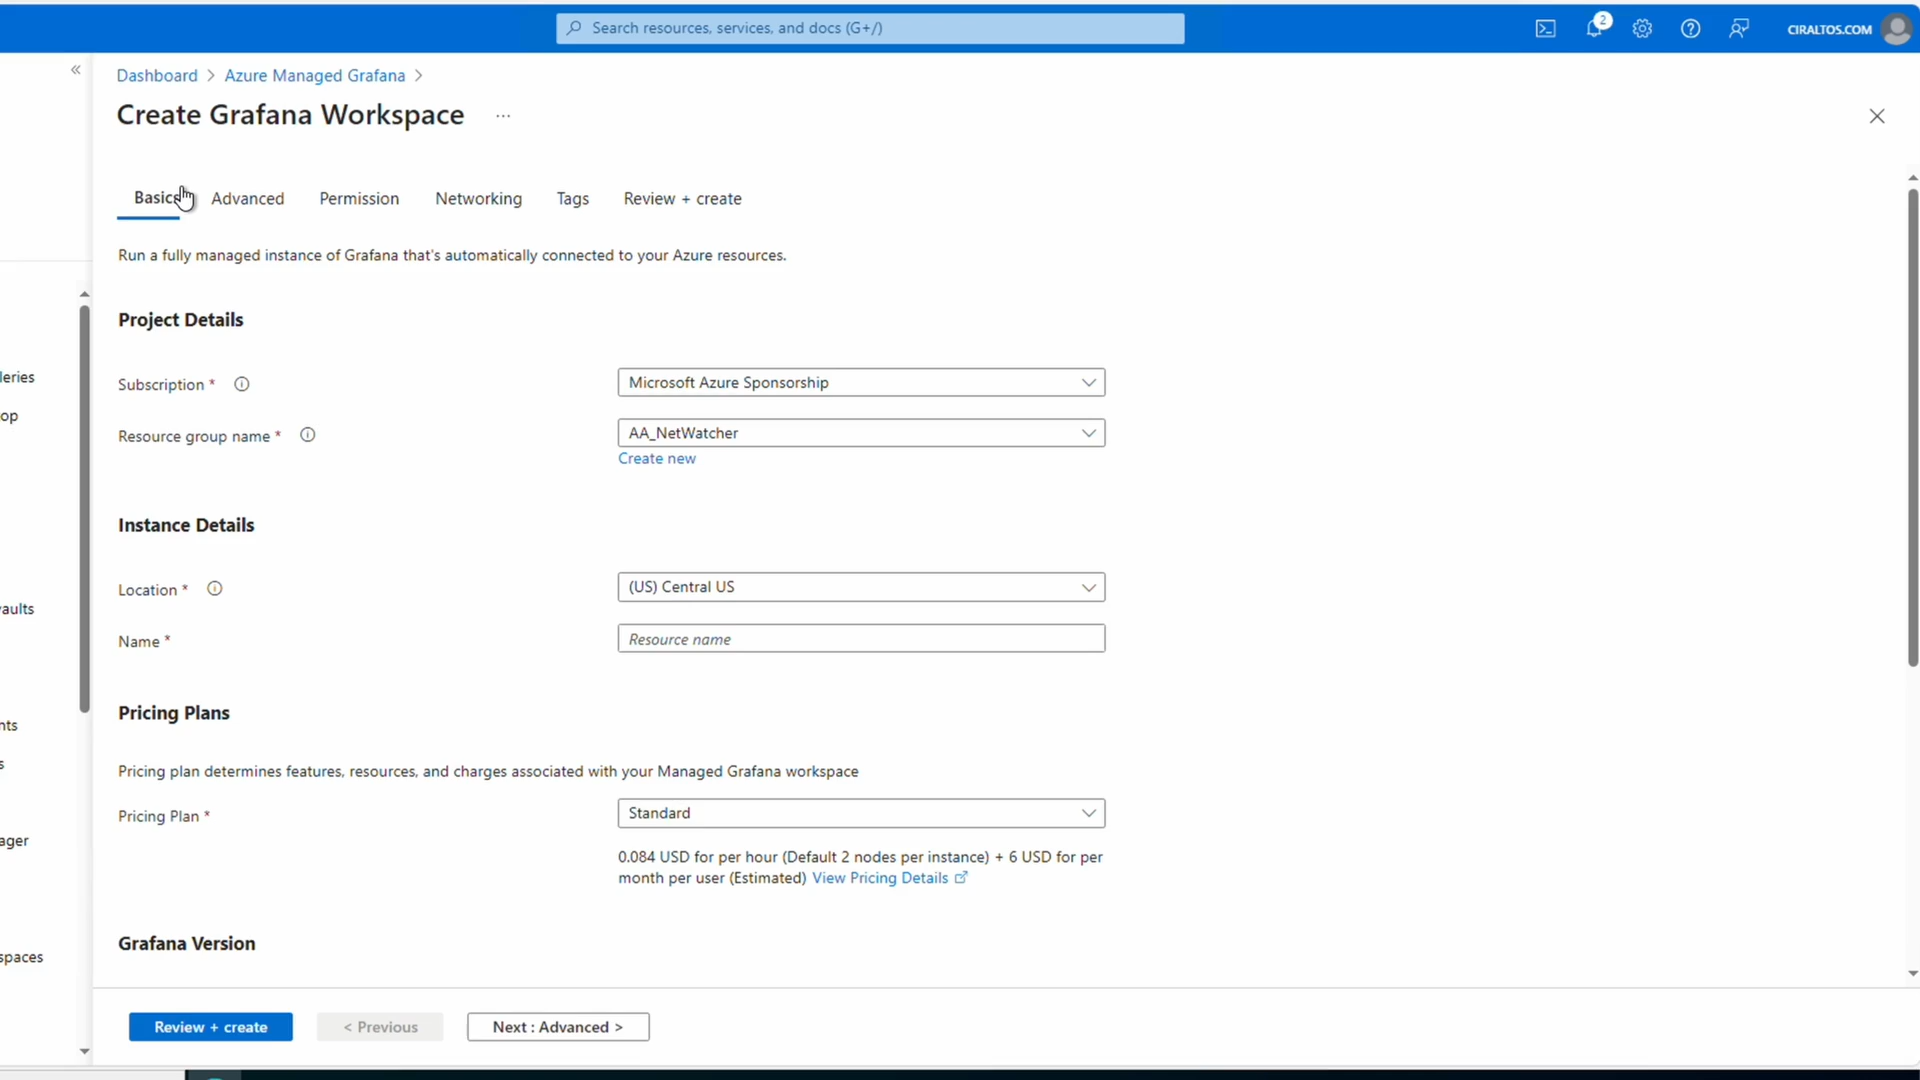 Search resources, services, and docs (G+/)
2
CIRALTOS.COM
Dashboard > Azure Managed Grafana >
Create Grafana Workspace ...
Basics
Advanced
Permission
Networking
Tags
Review + create
Run a fully managed instance of Grafana that's automatically connected to your Azure resources.
Project Details
Subscription *
Microsoft Azure Sponsorship
Resource group name *
AA_NetWatcher
Create new
Instance Details
Location *
(US) Central US
Name *
Resource name
Pricing Plans
Pricing plan determines features, resources, and charges associated with your Managed Grafana workspace
Pricing Plan *
Standard
0.084 USD for per hour (Default 2 nodes per instance) + 6 USD for per
month per user (Estimated) View Pricing Details
Grafana Version
Review + create
< Previous
Next : Advanced >
leries
op
aults
nts
s
ager
spaces